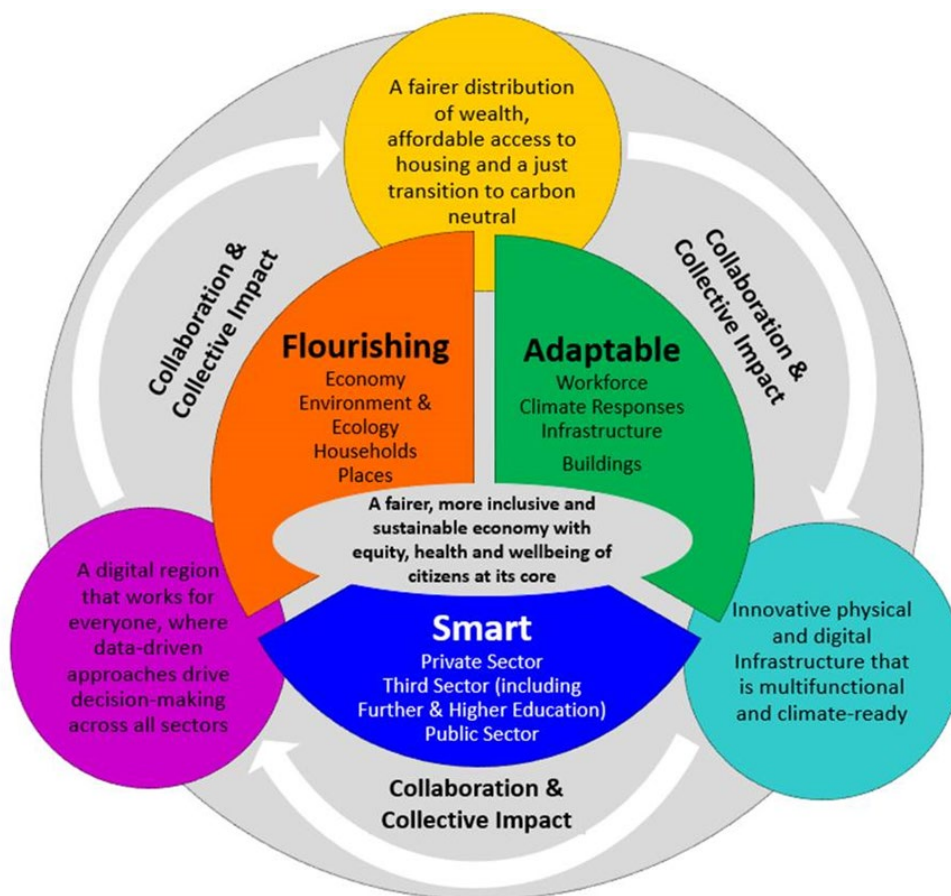 A fairer distribution
of wealth,
affordable access to
housing and a just
transition to carbon
neutral
Collaboration &
Collective Impact
Collaboration &
Collective Impact
Flourishing
Economy
Environment &
Ecology
Households
Places
Adaptable
Workforce
Climate Responses
Infrastructure
Buildings
A fairer, more inclusive and
sustainable economy with
equity, health and wellbeing of
citizens at its core
A digital region
that works for
everyone, where
data-driven
approaches drive
decision-making
across all sectors
Smart
Private Sector
Third Sector (including
Further & Higher Education)
Public Sector
Innovative physical
and digital
Infrastructure that
is multifunctional
and climate-ready
Collaboration &
Collective Impact